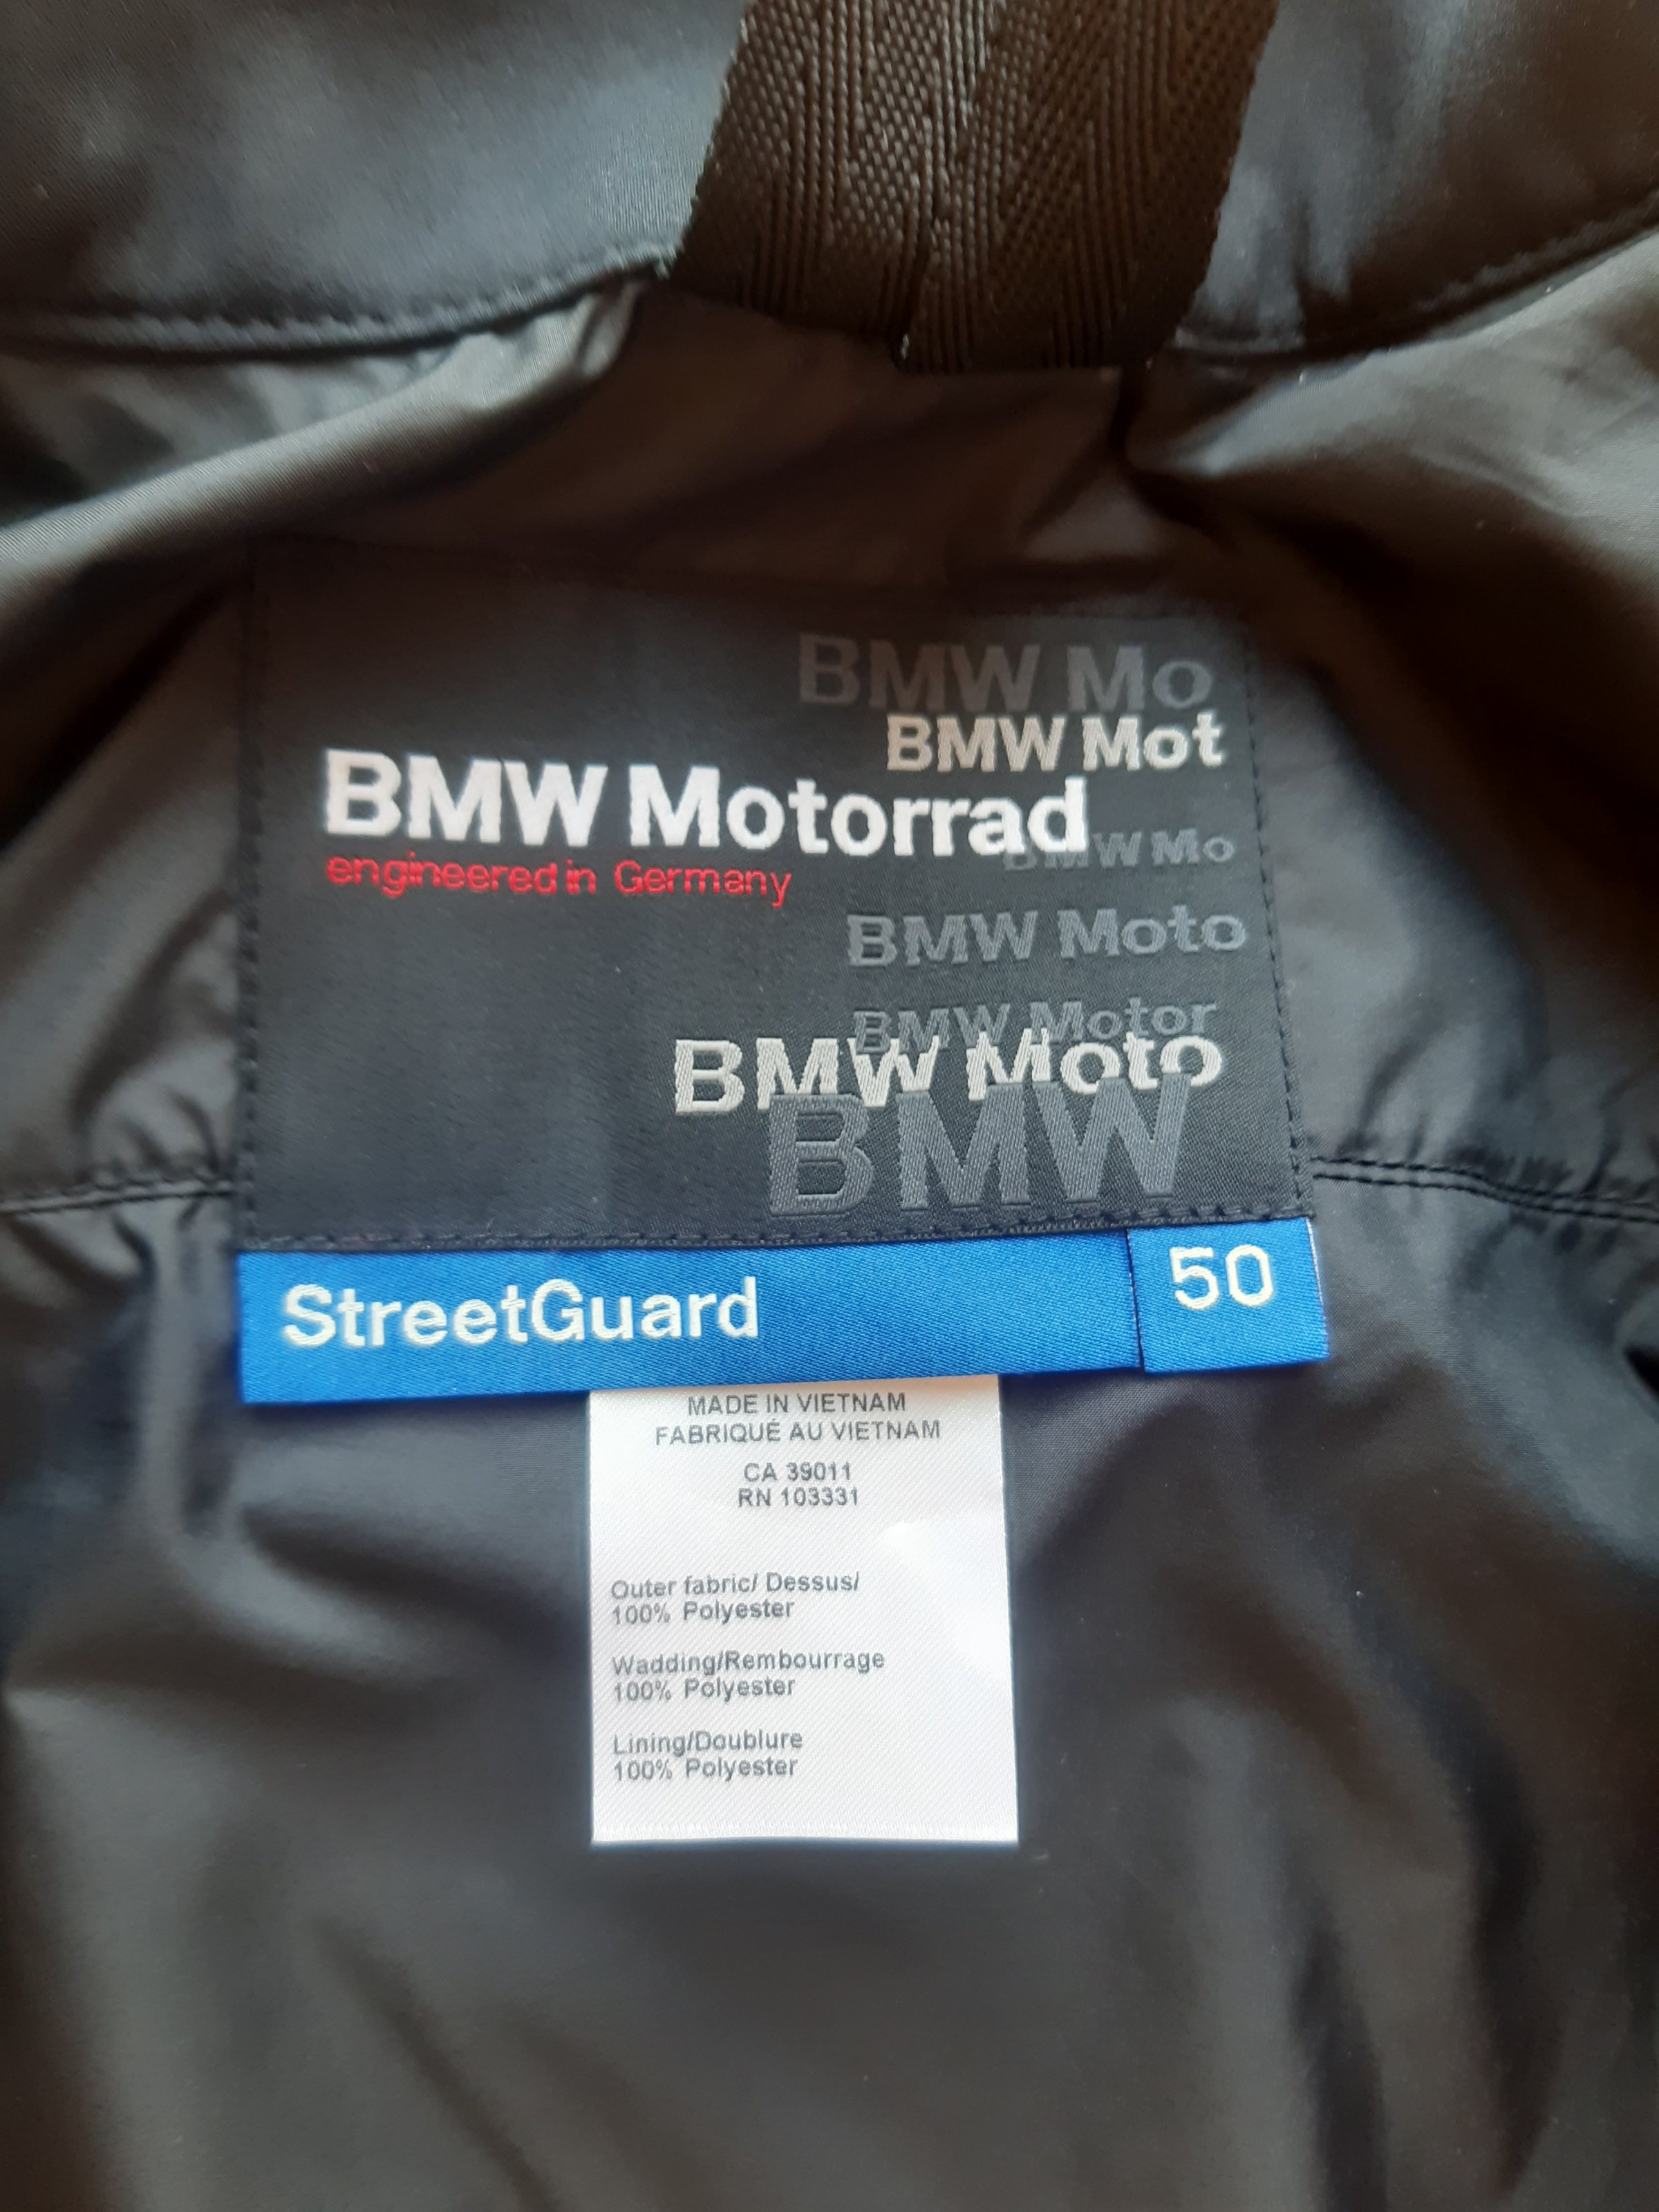 BMW Mo
BMW Mot
BMW Motorrad
BMW Mo
engineered in Germany
BMW Moto
BMW Motor
BMW Moto
BMW
StreetGuard 50
MADE IN VIETNAM
FABRIQUÉ AU VIETNAM
CA 39011
RN 103331
Outer fabric/ Dessus/
100% Polyester
Wadding/Rembourrage
100% Polyester
Lining/Doublure
100% Polyester